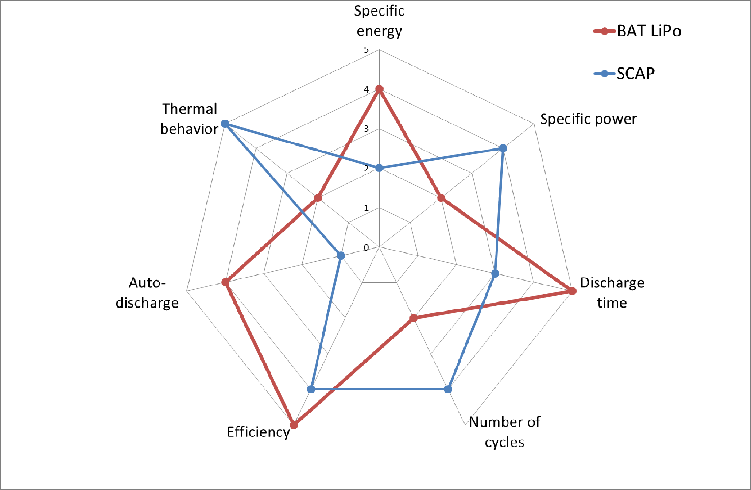 Specific
energy
BAT LiPo
SCAP
5
4
3
2
1
0
Thermal
behavior
Specific power
Auto-
discharge
Discharge
time
Efficiency
Number of
cycles